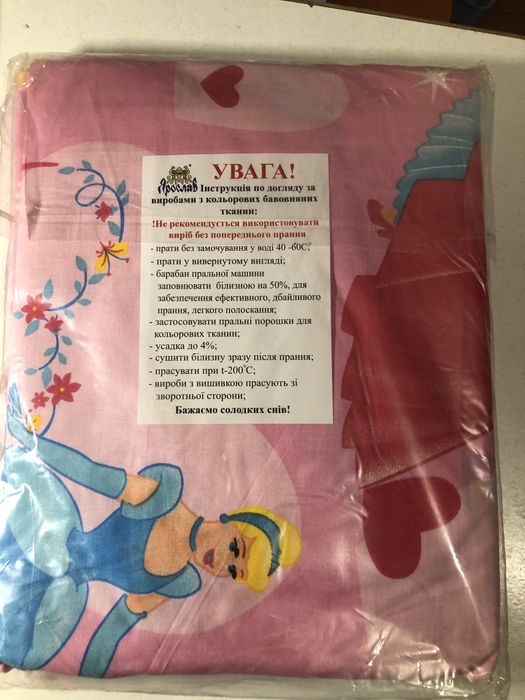 УВАГА!
Ярослав Інструкція по догляду за
виробами з кольорових бавовняних
тканин:
!Не рекомендується використовувати
виріб без попереднього прання
- прати без замочування у воді 40 -60С°;
- прати у вивернутому вигляді;
- барабан пральної машини
заповнювати білизною на 50%, для
забезпечення ефективного, дбайливого
прання, легкого полоскання;
- застосовувати пральні порошки для
кольорових тканин;
- усадка до 4%;
- сушити білизну зразу після прання;
- прасувати при t-200°С;
- вироби з вишивкою прасують зі
зворотньої сторони;
Бажаємо солодких снів!